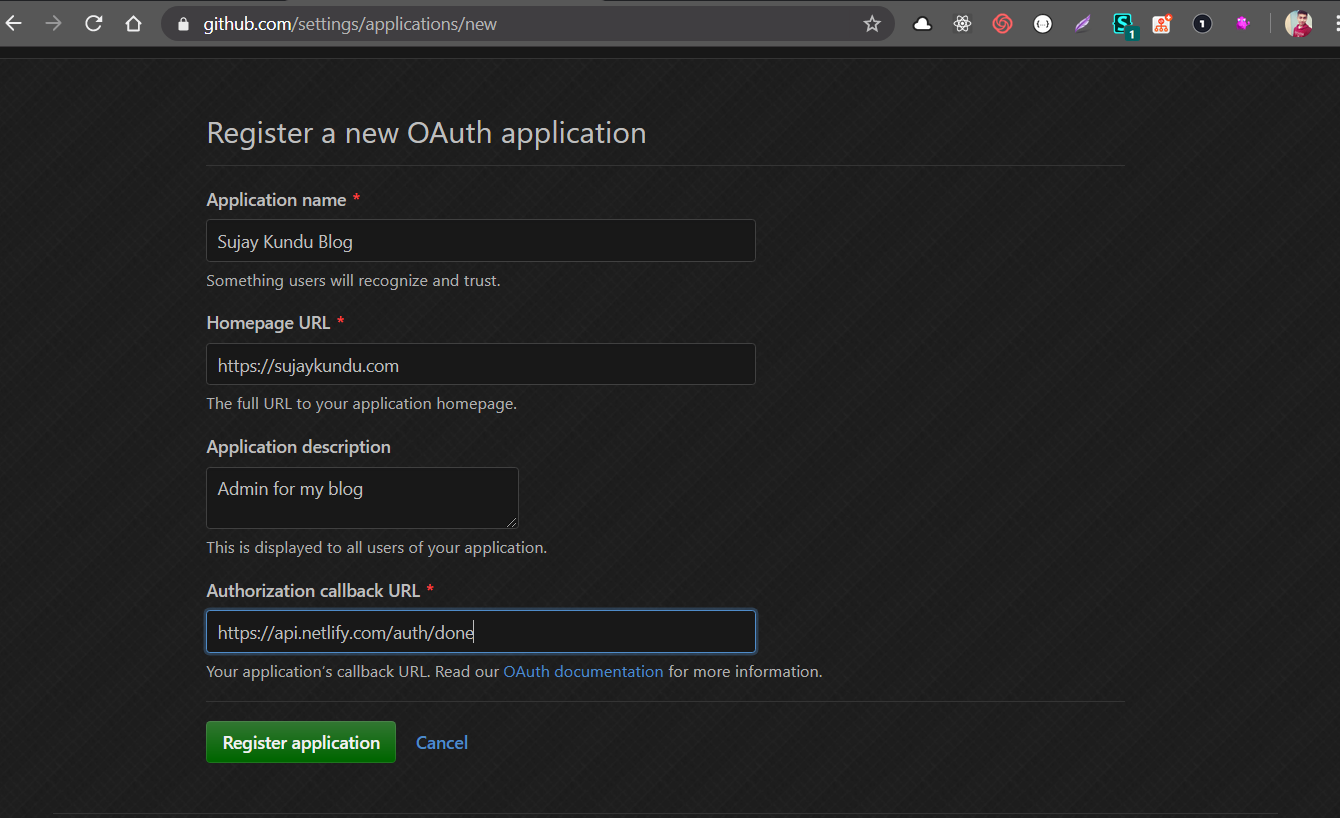 github.com/settings/applications/new
1
1
Register a new OAuth application
Application name *
Sujay Kundu Blog
Something users will recognize and trust.
Homepage URL *
https://sujaykundu.com
The full URL to your application homepage.
Application description
Admin for my blog
This is displayed to all users of your application.
Authorization callback URL *
https://api.netlify.com/auth/done
Your application's callback URL. Read our OAuth documentation for more information.
Register application Cancel